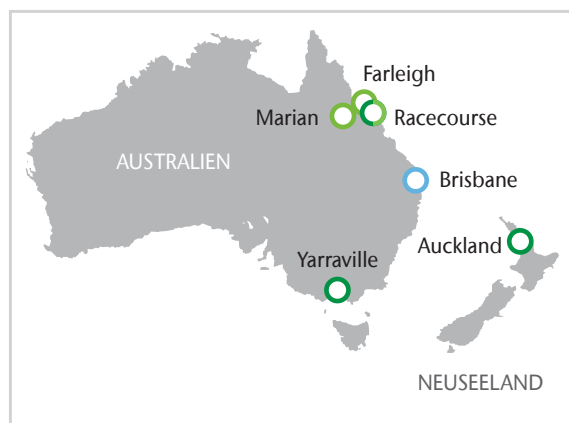 Farleigh
Marian
Racecourse
AUSTRALIEN
Brisbane
Auckland
Yarraville
NEUSEELAND